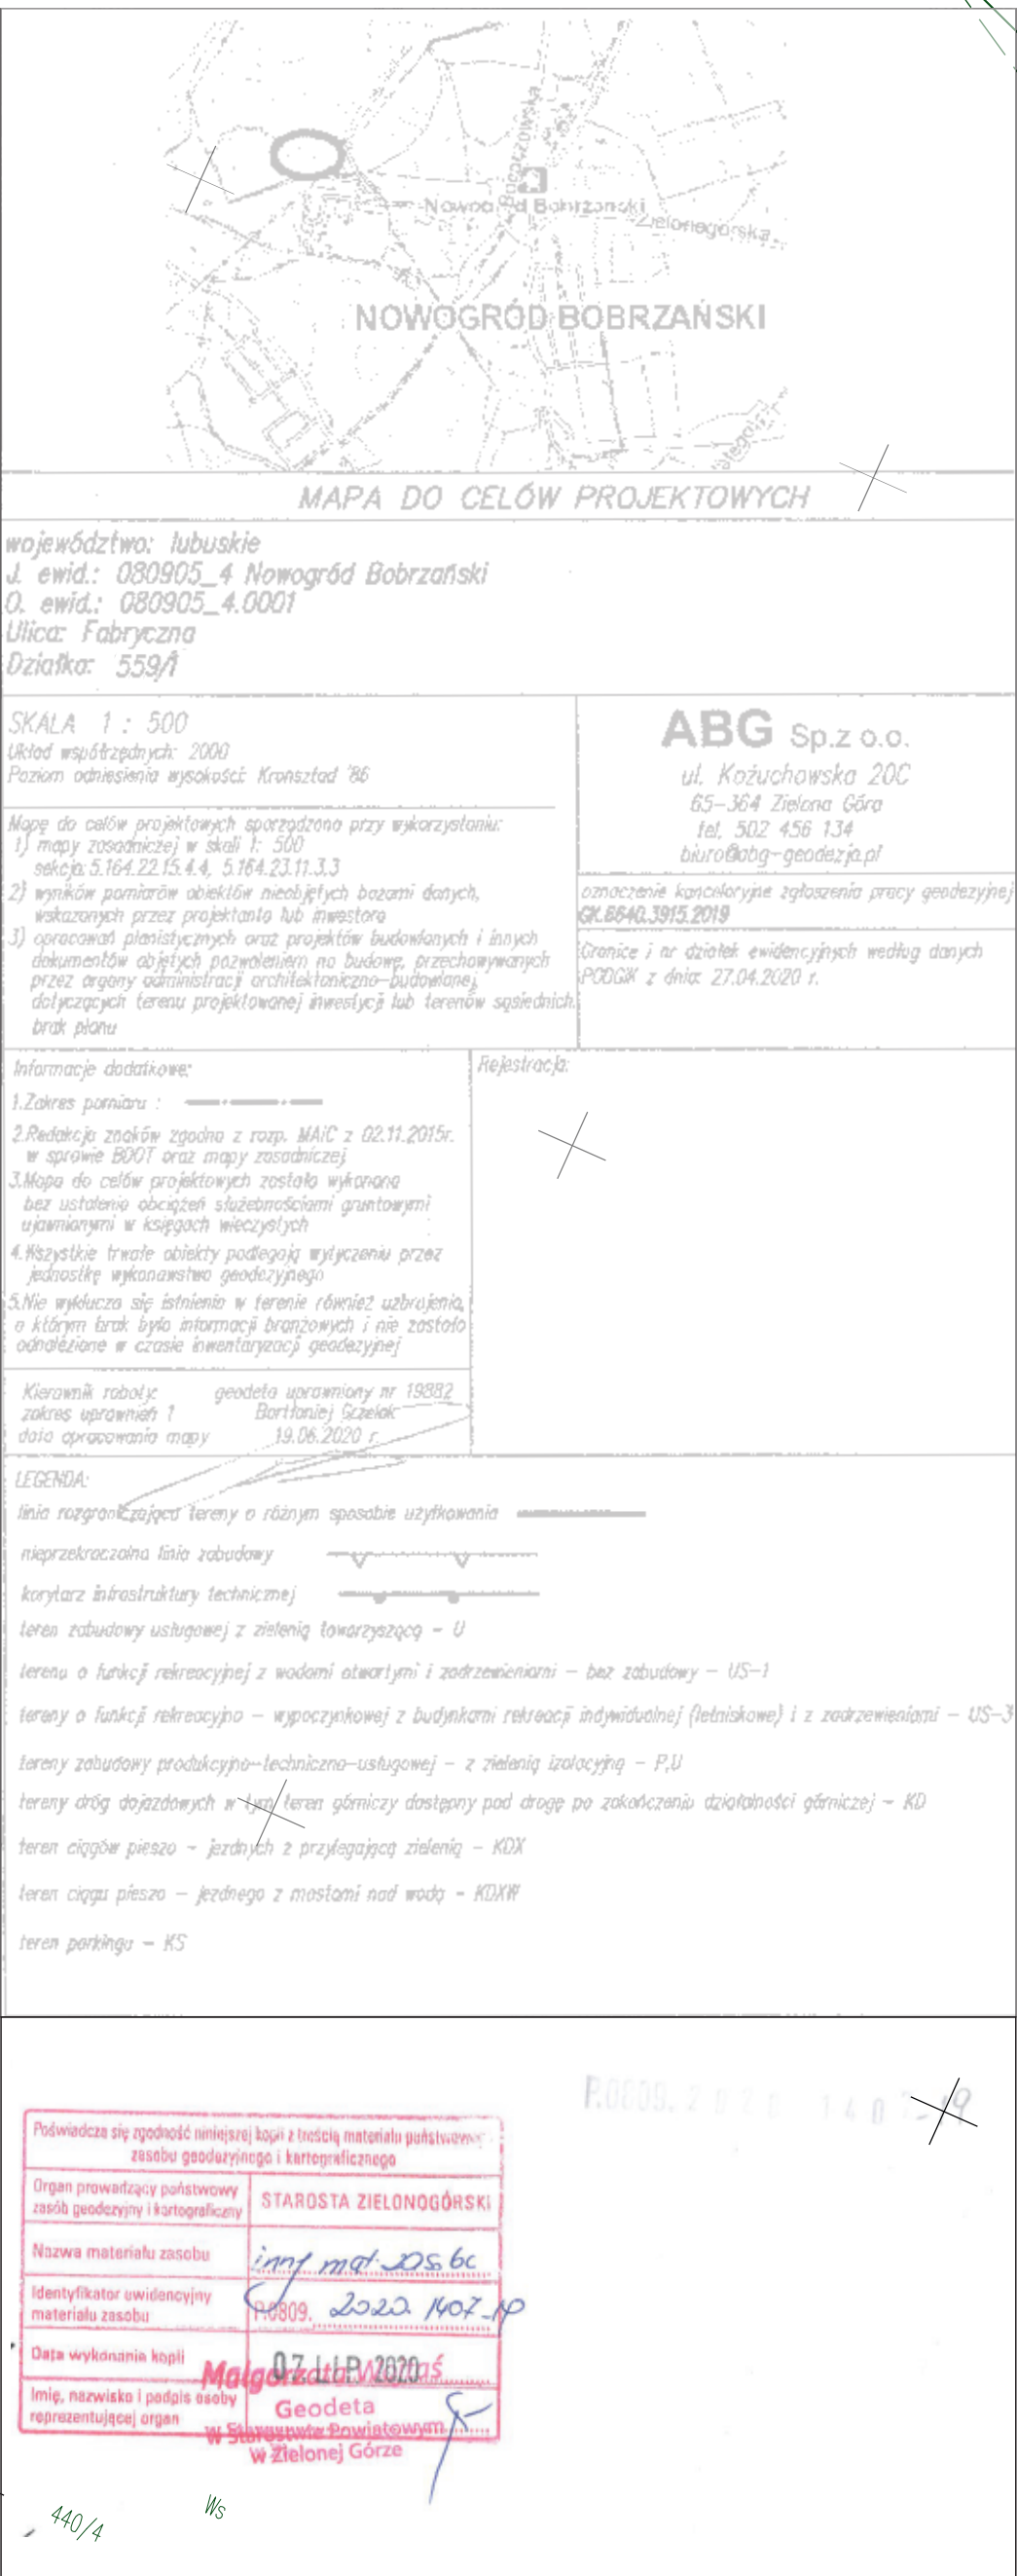 Nowogród Bobrzański
Zielonogórska
NOWOGRÓD BOBRZAŃSKI
MAPA DO CELÓW PROJEKTOWYCH
województwo: lubuskie
J. ewid.: 080905_4 Nowogród Bobrzański
O. ewid.: 080905_4.0001
Ulica: Fabryczna
Działka: 559/1
SKALA 1 : 500
Układ współrzędnych: 2000
Poziom odniesienia wysokości: Kronsztad '86
Mapę do celów projektowych sporządzono przy wykorzystaniu:
1) mapy zasadniczej w skali 1: 500
sekcja: 5.164.22.15.4.4, 5.164.23.11.3.3
2) wyników pomiarów obiektów nieobjętych bazami danych,
wskazanych przez projektanta lub inwestora
3) opracowań planistycznych oraz projektów budowlanych i innych
dokumentów objętych pozwoleniem na budowę, przechowywanych
przez organy administracji architektoniczno-budowlanej,
dotyczących terenu projektowanej inwestycji lub terenów sąsiednich.
brak planu
ABG Sp.z o.o.
ul. Kożuchowska 20C
65-364 Zielona Góra
tel. 502 456 134
biuro@abg-geodezja.pl
oznaczenie kancelaryjne zgłoszenia pracy geodezyjnej
GK.6640.3915.2019
Granice i nr działek ewidencyjnych według danych
PODGiK z dnia: 27.04.2020 r.
Informacje dodatkowe:
1.Zakres pomiaru :
2.Redakcja znaków zgodna z rozp. MAiC z 02.11.2015r.
w sprawie BDOT oraz mapy zasadniczej
3.Mapa do celów projektowych została wykonana
bez ustalenia obciążeń służebnościami gruntowymi
ujawnionymi w księgach wieczystych
4.Wszystkie trwałe obiekty podlegają wytyczeniu przez
jednostkę wykonawstwa geodezyjnego
5.Nie wyklucza się istnienia w terenie również uzbrojenia,
o którym brak było informacji branżowych i nie zostało
odnalezione w czasie inwentaryzacji geodezyjnej
Rejestracja:
Kierownik roboty: geodeta uprawniony nr 19882
zakres uprawnień 1 Bartłomiej Grzelak
data opracowania mapy 19.06.2020 r.
LEGENDA:
linia rozgraniczająca tereny o różnym sposobie użytkowania
nieprzekraczalna linia zabudowy
korytarz infrastruktury technicznej
teren zabudowy usługowej z zielenią towarzyszącą - U
terenu o funkcji rekreacyjnej z wodami otwartymi i zadrzewieniami - bez zabudowy - US-1
tereny o funkcji rekreacyjno - wypoczynkowej z budynkami rekreacji indywidualnej (letniskowe) i z zadrzewieniami - US-3
tereny zabudowy produkcyjno-techniczno-usługowej - z zielenią izolacyjną - P,U
tereny dróg dojazdowych w tym teren górniczy dostępny pod drogę po zakończeniu działalności górniczej - KD
teren ciągów pieszo - jezdnych z przylegającą zielenią - KDX
teren ciągu pieszo - jezdnego z mostami nad wodą - KDXW
teren parkingu - KS
P.0809. 2020 1407-19
Poświadcza się zgodność niniejszej kopii z treścią materiału państwowego
zasobu geodezyjnego i kartograficznego
Organ prowadzący państwowy
zasób geodezyjny i kartograficzny
STAROSTA ZIELONOGÓRSKI
Nazwa materiału zasobu
inny mat.
Identyfikator ewidencyjny
materiału zasobu
P.0809. 2020. 1407-19
Data wykonania kopii
07. LIP. 2020
Małgorzata
Imię, nazwisko i podpis osoby
reprezentującej organ
Geodeta
w Starostwie Powiatowym
w Zielonej Górze
440/4
Ws